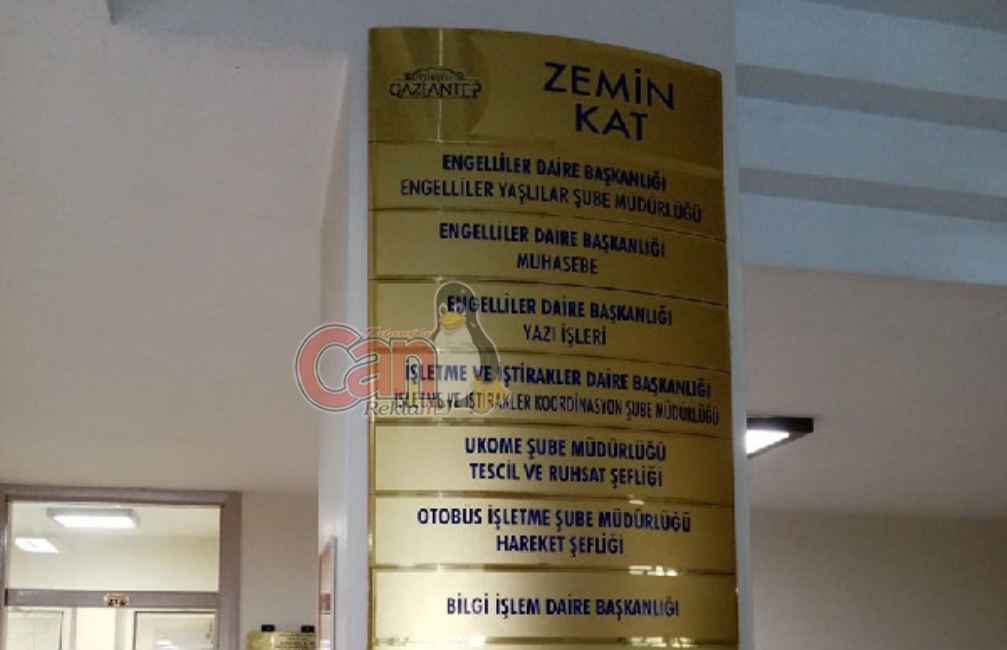 BÜYÜKŞEHİR
GAZİANTEP
ZEMİN
KAT
ENGELLİLER DAİRE BAŞKANLIĞI
ENGELLİLER YAŞLILAR ŞUBE MÜDÜRLÜĞÜ
ENGELLİLER DAİRE BAŞKANLIĞI
MUHASEBE
ENGELLİLER DAİRE BAŞKANLIĞI
YAZI İŞLERİ
Can
Reklam
İŞLETME VE İŞTİRAKLER DAİRE BAŞKANLIĞI
İŞLETME VE İŞTİRAKLER KOORDİNASYON ŞUBE MÜDÜRLÜĞÜ
UKOME ŞUBE MÜDÜRLÜĞÜ
TESCİL VE RUHSAT ŞEFLİĞİ
OTOBÜS İŞLETME ŞUBE MÜDÜRLÜĞÜ
HAREKET ŞEFLİĞİ
BİLGİ İŞLEM DAİRE BAŞKANLIĞI